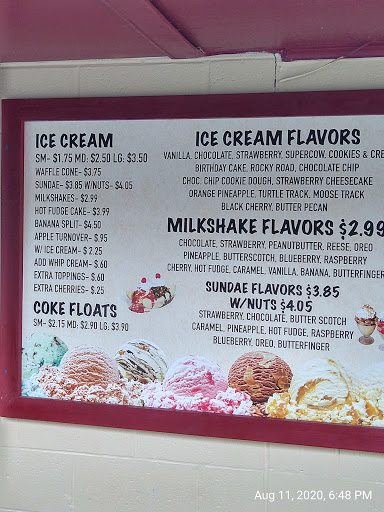 ICE CREAM
SM- $1.75 MD: $2.50 LG: $3.50
WAFFLE CONE- $3.75
SUNDAE- $3.85 W/NUTS- $4.05
MILKSHAKES- $2.99
HOT FUDGE CAKE- $3.99
BANANA SPLIT- $4.50
APPLE TURNOVER- $.95
W/ ICE CREAM- $ 2.25
ADD WHIP CREAM- $.60
EXTRA TOPPINGS- $.60
EXTRA CHERRIES- $.25
COKE FLOATS
SM- $2.15 MD: $2.90 LG: $3.90
ICE CREAM FLAVORS
VANILLA, CHOCOLATE, STRAWBERRY, SUPERCOW, COOKIES & CRE
BIRTHDAY CAKE, ROCKY ROAD, CHOCOLATE CHIP
CHOC. CHIP COOKIE DOUGH, STRAWBERRY CHEESECAKE
ORANGE PINEAPPLE, TURTLE TRACK, MOOSE TRACK
BLACK CHERRY, BUTTER PECAN
MILKSHAKE FLAVORS $2.99
CHOCOLATE, STRAWBERRY, PEANUTBUTTER, REESE, OREO
PINEAPPLE, BUTTERSCOTCH, BLUEBERRY, RASPBERRY
CHERRY, HOT FUDGE, CARAMEL, VANILLA, BANANA, BUTTERFINGER
SUNDAE FLAVORS $3.85
W/NUTS $4.05
STRAWBERRY, CHOCOLATE, BUTTER SCOTCH
CARAMEL, PINEAPPLE, HOT FUDGE, RASPBERRY
BLUEBERRY, OREO, BUTTERFINGER
Aug 11, 2020, 6:48 PM